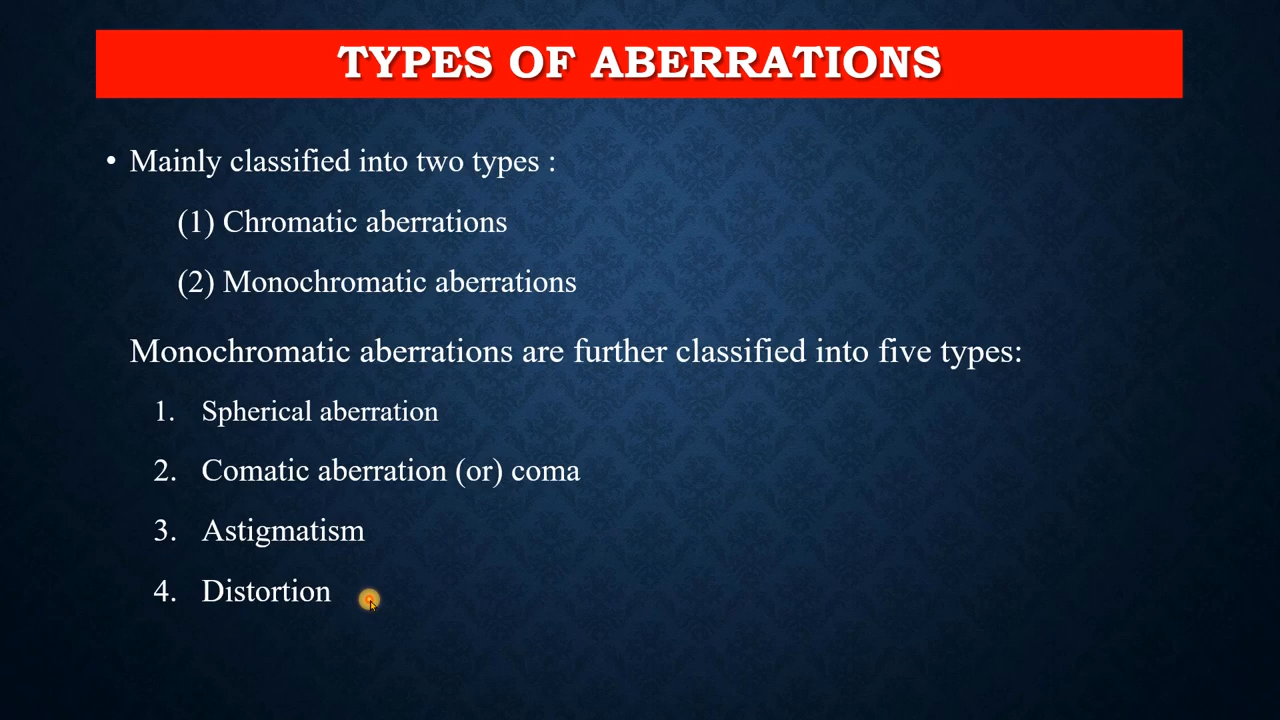 TYPES OF ABERRATIONS
• Mainly classified into two types :
(1) Chromatic aberrations
(2) Monochromatic aberrations
Monochromatic aberrations are further classified into five types:
1. Spherical aberration
2. Comatic aberration (or) coma
3. Astigmatism
4. Distortion